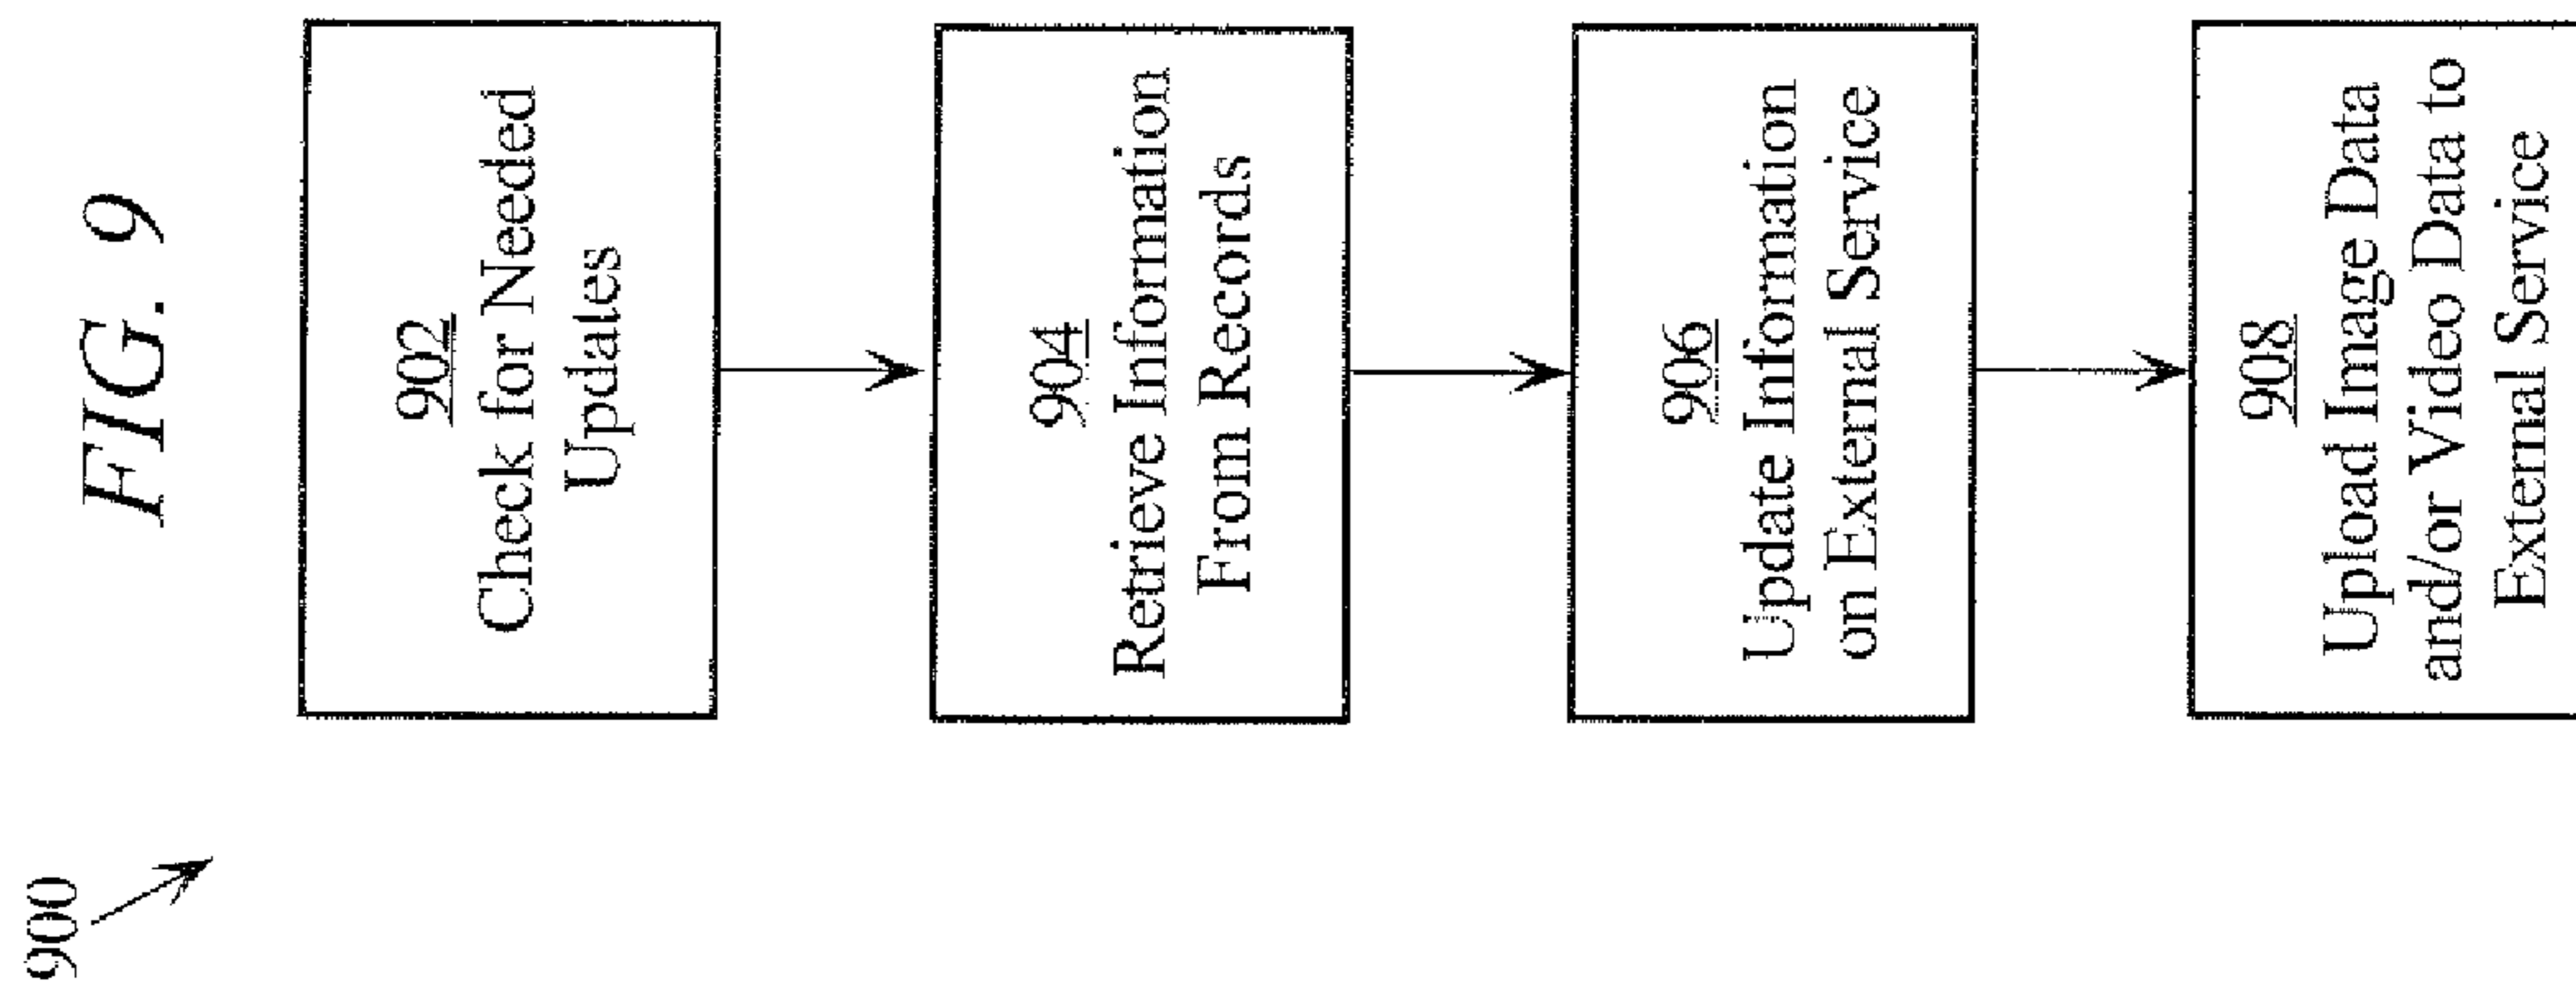 900
FIG. 9
902
Check for Needed
Updates
904
Retrieve Information
From Records
906
Update Information
on External Service
908
Upload Image Data
and/or Video Data to
External Service